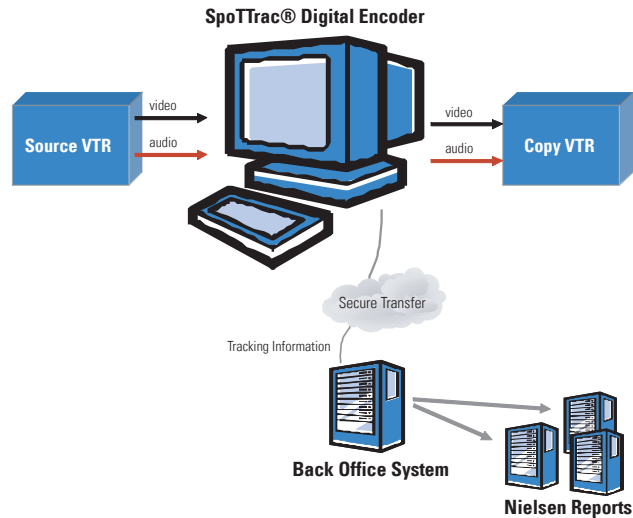 SpoTTrac® Digital Encoder
Source VTR
video
audio
video
audio
Copy VTR
Secure Transfer
Tracking Information
Back Office System
Nielsen Reports